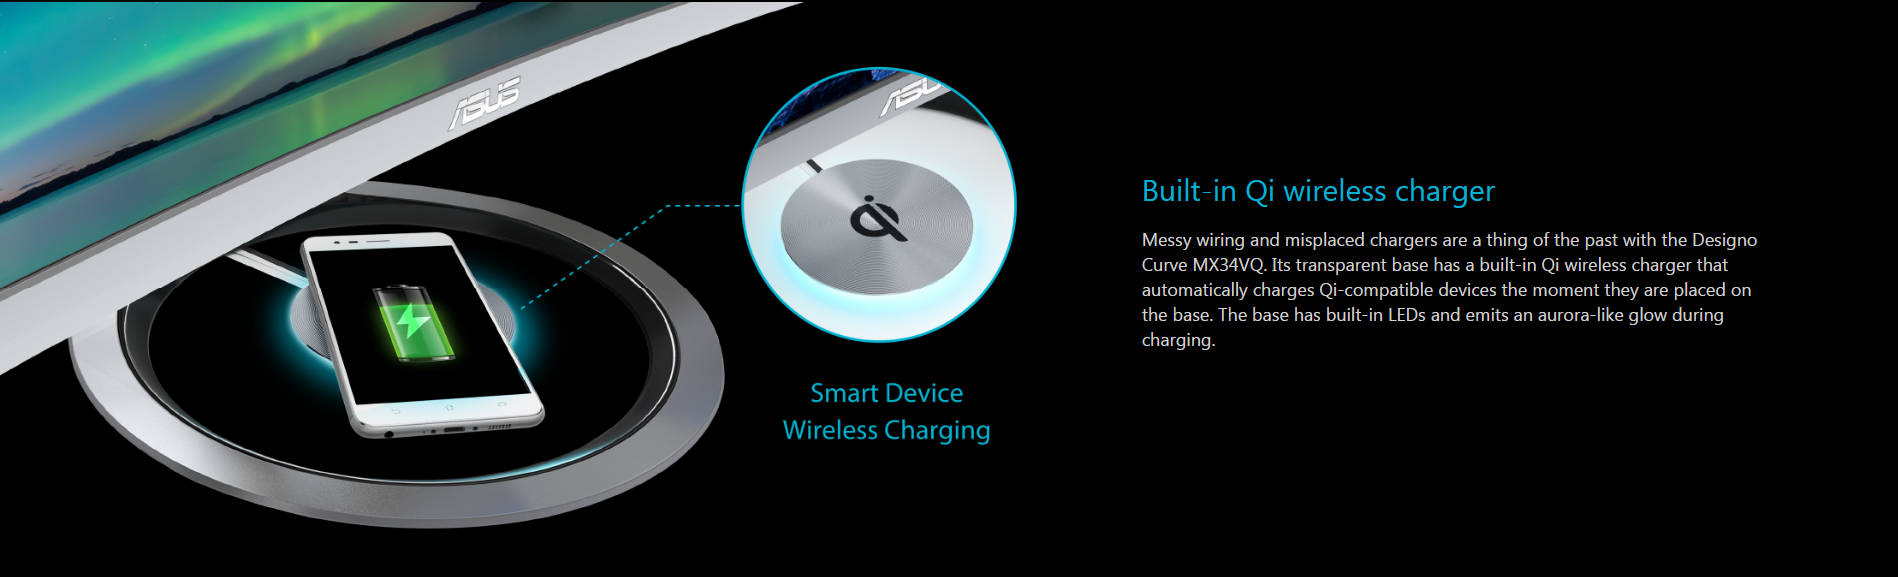 ASUS
ASU
Smart Device
Wireless Charging
Built-in Qi wireless charger
Messy wiring and misplaced chargers are a thing of the past with the Designo
Curve MX34VQ. Its transparent base has a built-in Qi wireless charger that
automatically charges Qi-compatible devices the moment they are placed on
the base. The base has built-in LEDs and emits an aurora-like glow during
charging.